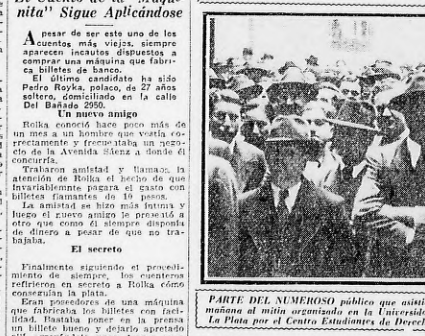 El Cuento de la "Máqui-
nita" Sigue Aplicándose
A pesar de ser este uno de los
cuentos más viejos, siempre
aparecen incautos dispuestos a
comprar una máquina que fabri-
ca billetes de banco.
El último candidato ha sido
Pedro Royka, polaco, de 27 años
soltero, domiciliado en la calle
Del Bañado 2950.
Un nuevo amigo
Roika conoció hace poco más de
un mes a un hombre que vestía co-
rrectamente y frecuentaba un nego-
cio de la Avenida Sáenz a donde él
concurría.
Trabaron amistad y llamaos la
atención de Roika el hecho de que
invariablemnte pagara el gasto con
billetes flamantes de 10 pesos.
La amistad se hizo más íntima y
luego el nuevo amigo le presentó a
otro que como él siempre disponía
de dinero a pesar de que no tra-
bajaba.
El secreto
Finalmente siguiendo el procedi-
miento de siempre, los cuenteros
refirieron en secreto a Roika cómo
conseguían la plata.
Eran poseedores de una máquina
que fabricaba los billetes con faci-
lidad. Bastaba poner en la prensa
un billete bueno y dejarlo apretado
PARTE DEL NUMEROSO público que asistió
mañana al mitin organizado en la Universid
La Plata por el Centro Estudiantes de Derec